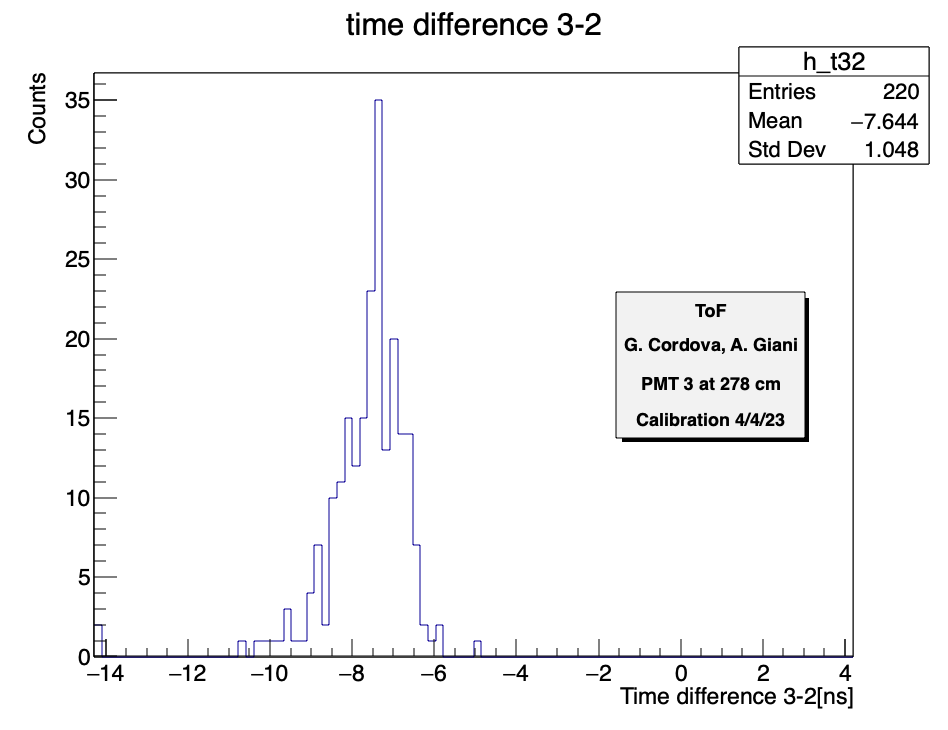 time difference 3-2
h_t32
Entries 220
Mean −7.644
Std Dev 1.048
Counts
35
30
25
20
15
10
5
0
ToF
G. Cordova, A. Giani
PMT 3 at 278 cm
Calibration 4/4/23
−14 −12 −10 −8 −6 −4 −2 0 2 4
Time difference 3-2[ns]